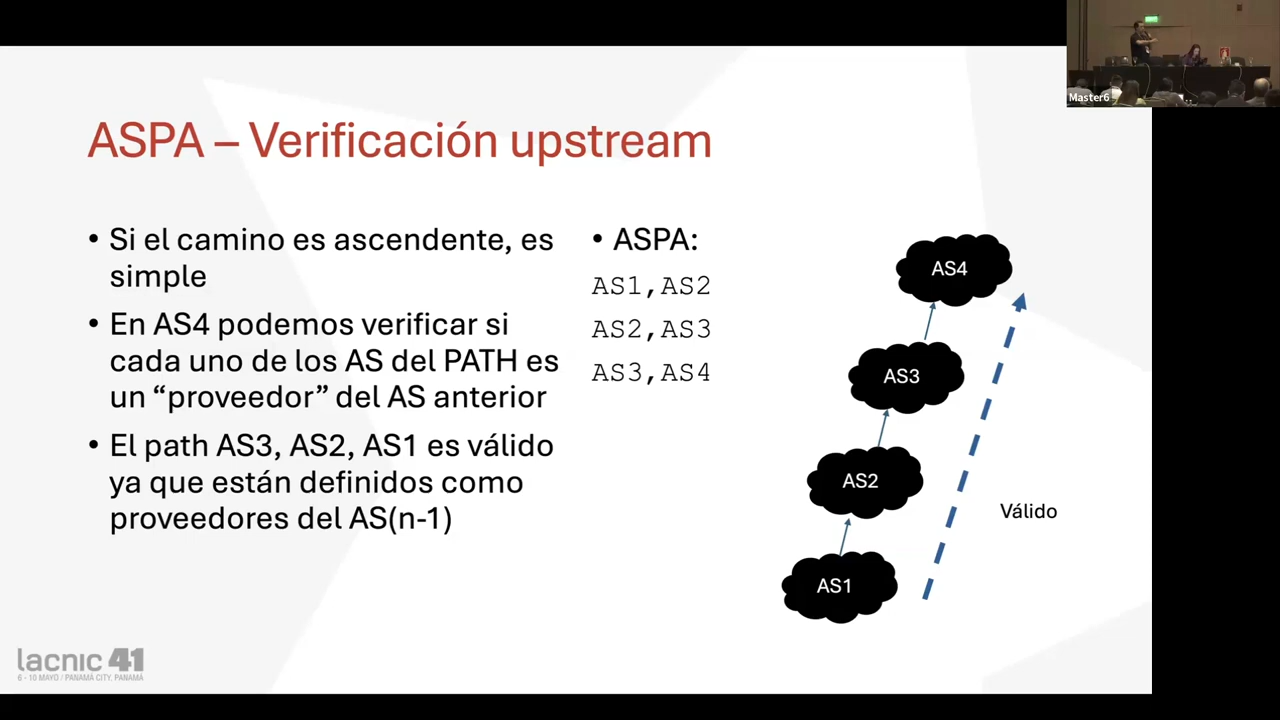 Master6
ASPA – Verificación upstream
• Si el camino es ascendente, es
simple
• En AS4 podemos verificar si
cada uno de los AS del PATH es
un “proveedor” del AS anterior
• El path AS3, AS2, AS1 es válido
ya que están definidos como
proveedores del AS(n-1)
• ASPA:
AS1,AS2
AS2,AS3
AS3,AS4
AS4
AS3
AS2
AS1
Válido
lacnic 41
6 - 10 MAYO / PANAMÁ CITY, PANAMÁ